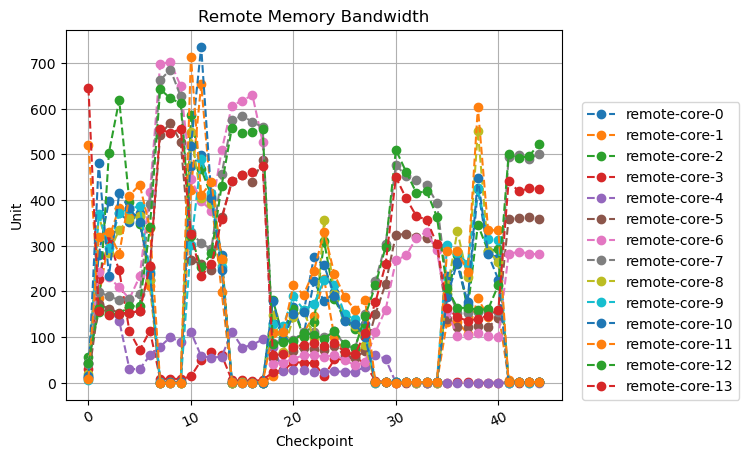 Remote Memory Bandwidth
Unit
700
600
500
400
300
200
100
0
0
10
20
30
40
Checkpoint
remote-core-0
remote-core-1
remote-core-2
remote-core-3
remote-core-4
remote-core-5
remote-core-6
remote-core-7
remote-core-8
remote-core-9
remote-core-10
remote-core-11
remote-core-12
remote-core-13